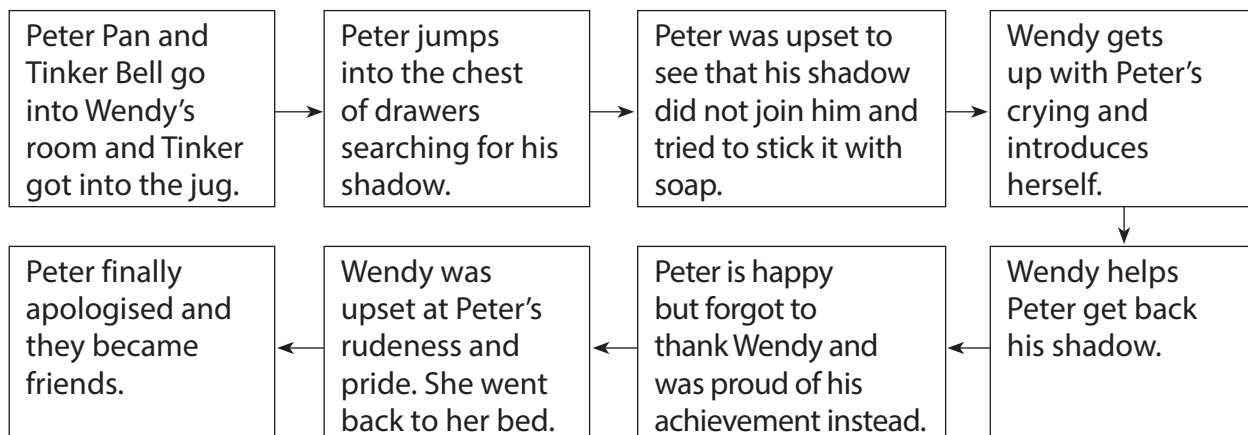 Peter Pan and
Tinker Bell go
into Wendy’s
room and Tinker
got into the jug.
Peter jumps
into the chest
of drawers
searching for his
shadow.
Peter was upset to
see that his shadow
did not join him and
tried to stick it with
soap.
Wendy gets
up with Peter’s
crying and
introduces
herself.
Wendy helps
Peter get back
his shadow.
Peter is happy
but forgot to
thank Wendy and
was proud of his
achievement instead.
Wendy was
upset at Peter’s
rudeness and
pride. She went
back to her bed.
Peter finally
apologised and
they became
friends.